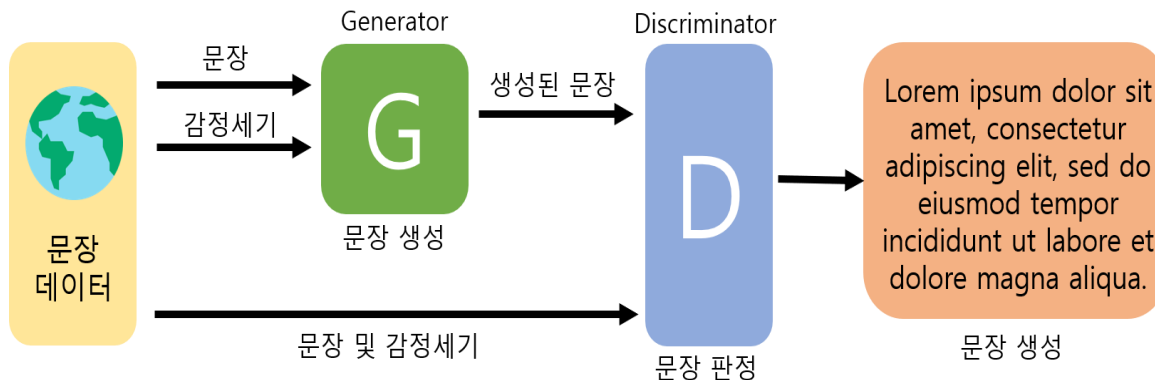 Generator
Discriminator
문장
감정세기
생성된 문장
G
D
문장
데이터
문장 생성
문장 및 감정세기
문장 판정
Lorem ipsum dolor sit
amet, consectetur
adipiscing elit, sed do
eiusmod tempor
incididunt ut labore et
dolore magna aliqua.
문장 생성